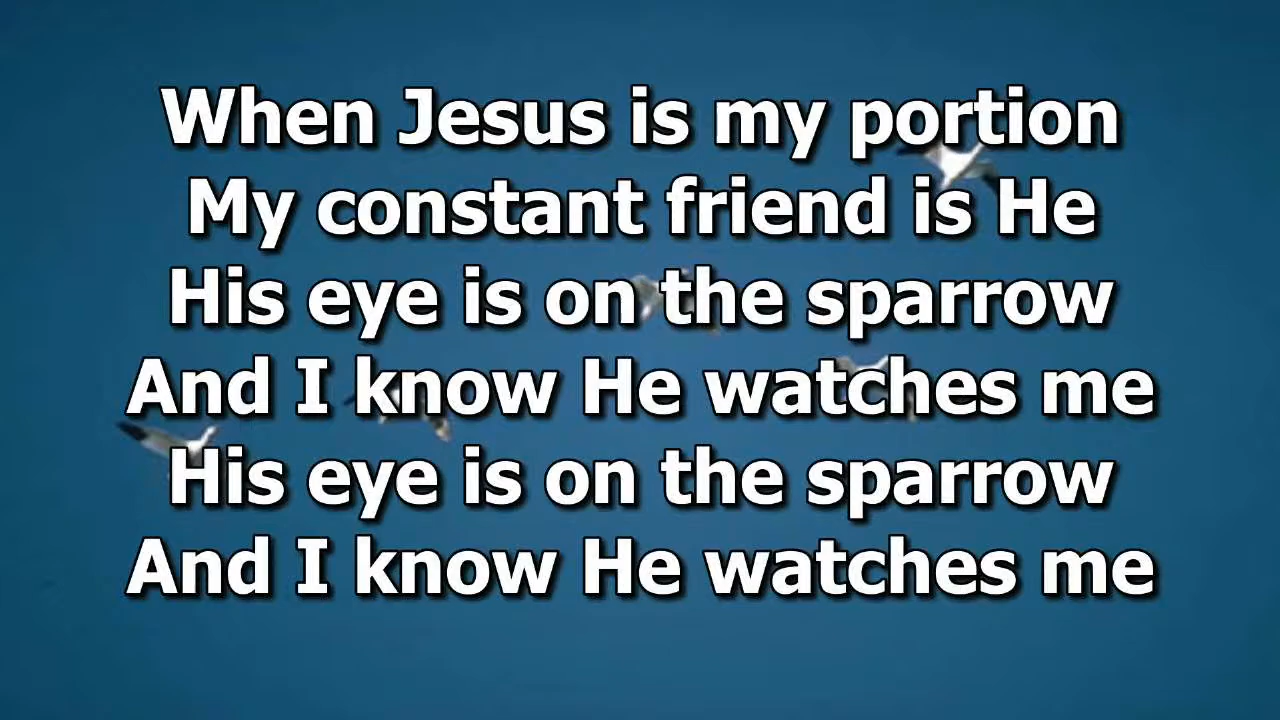 When Jesus is my portion
My constant friend is He
His eye is on the sparrow
And I know He watches me
His eye is on the sparrow
And I know He watches me